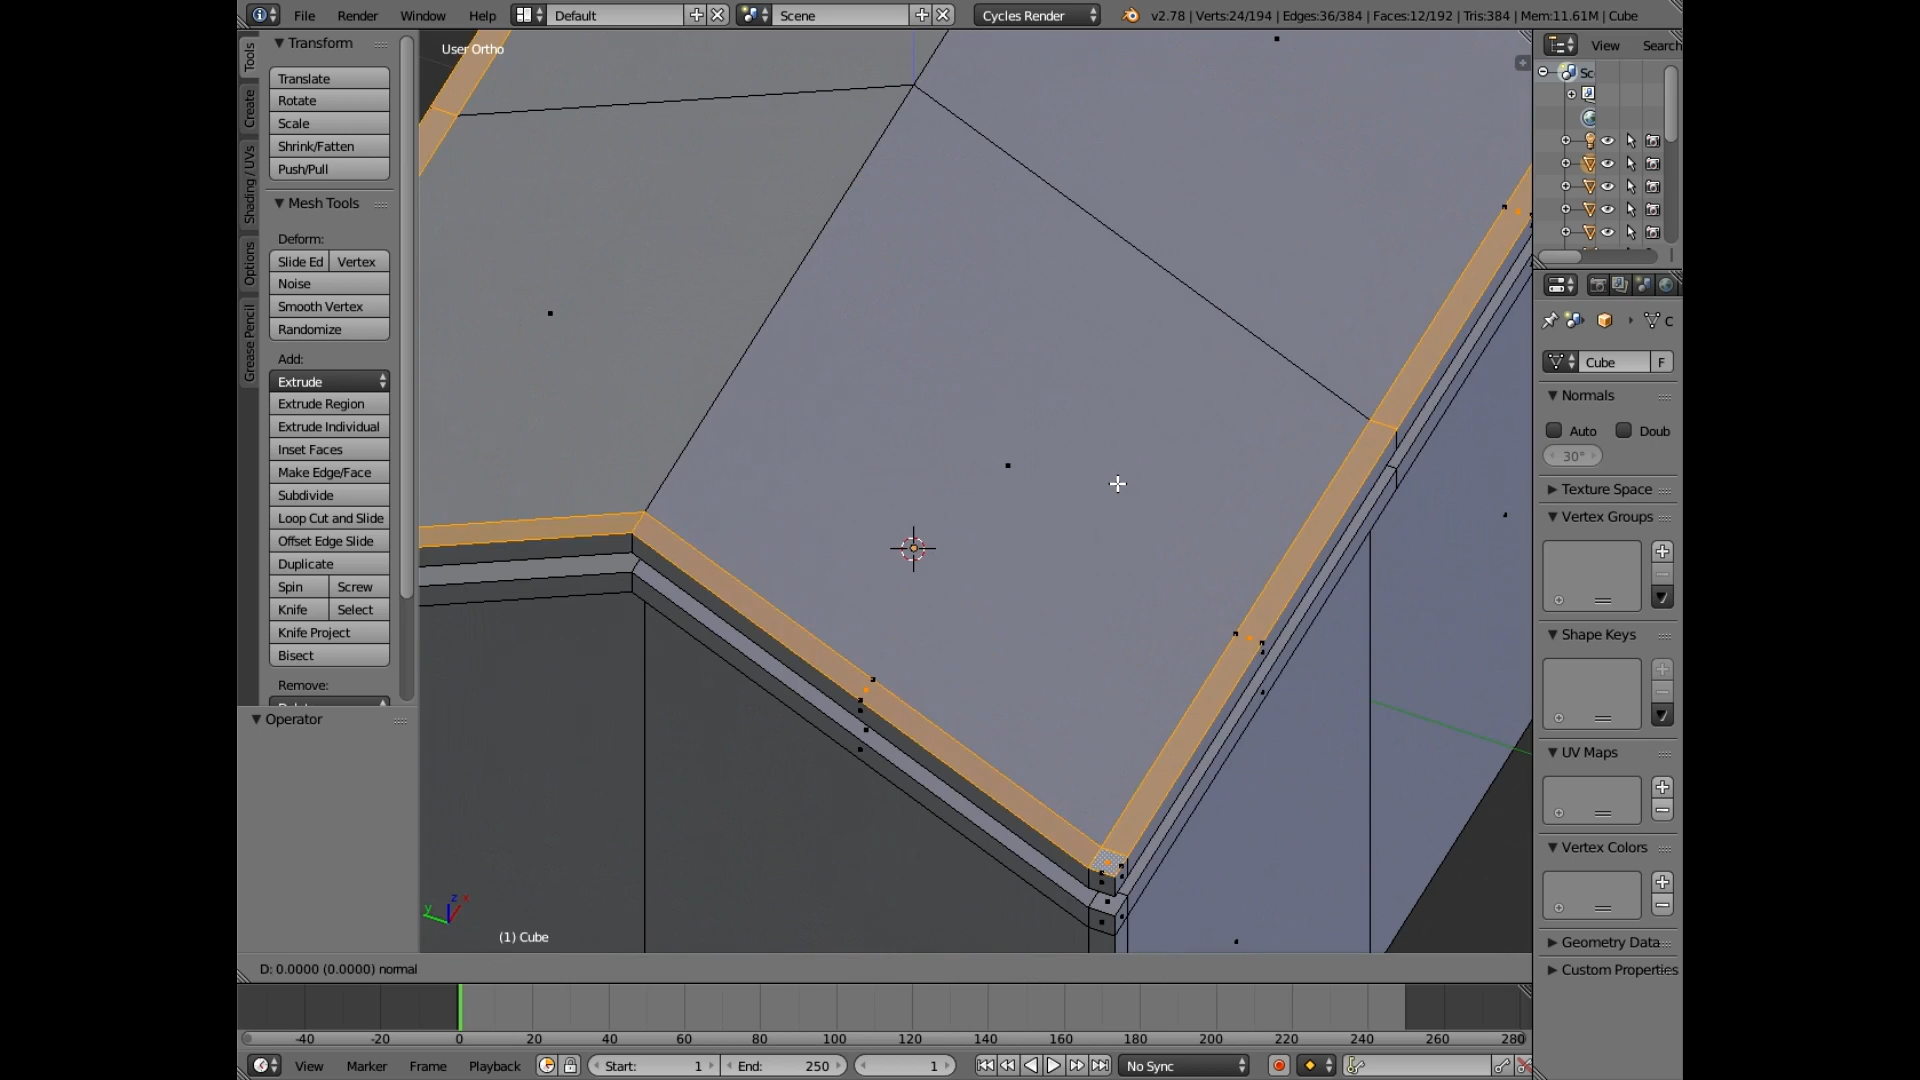 File Render Window Help Default Scene Cycles Render v2.78 | Verts:24/194 | Edges:36/384 | Faces:12/192 | Tris:384 | Mem:11.61M | Cube
Tools
Create
Shading / UVs
Options
Grease Pencil
Transform
Translate
Rotate
Scale
Shrink/Fatten
Push/Pull
Mesh Tools
Deform:
Slide Ed Vertex
Noise
Smooth Vertex
Randomize
Add:
Extrude
Extrude Region
Extrude Individual
Inset Faces
Make Edge/Face
Subdivide
Loop Cut and Slide
Offset Edge Slide
Duplicate
Spin Screw
Knife Select
Knife Project
Bisect
Remove:
Operator
User Ortho
z x
y
(1) Cube
D: 0.0000 (0.0000) normal
View Search
Sc
C
Cube F
Normals
Auto Doub
30°
Texture Space
Vertex Groups
Shape Keys
UV Maps
Vertex Colors
Geometry Data
Custom Properties
-40 -20 0 20 40 60 80 100 120 140 160 180 200 220 240 260 280
View Marker Frame Playback Start: 1 End: 250 1 No Sync